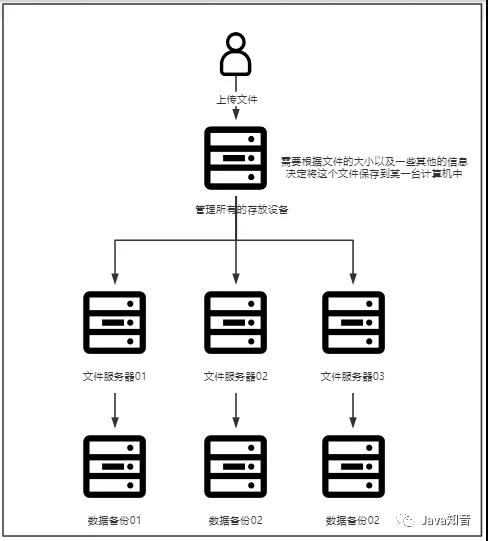 上传文件
需要根据文件的大小以及一些其他的信息
决定将这个文件保存到某一台计算机中
管理所有的存放设备
文件服务器01
文件服务器02
文件服务器03
数据备份01
数据备份02
数据备份02
Java知音